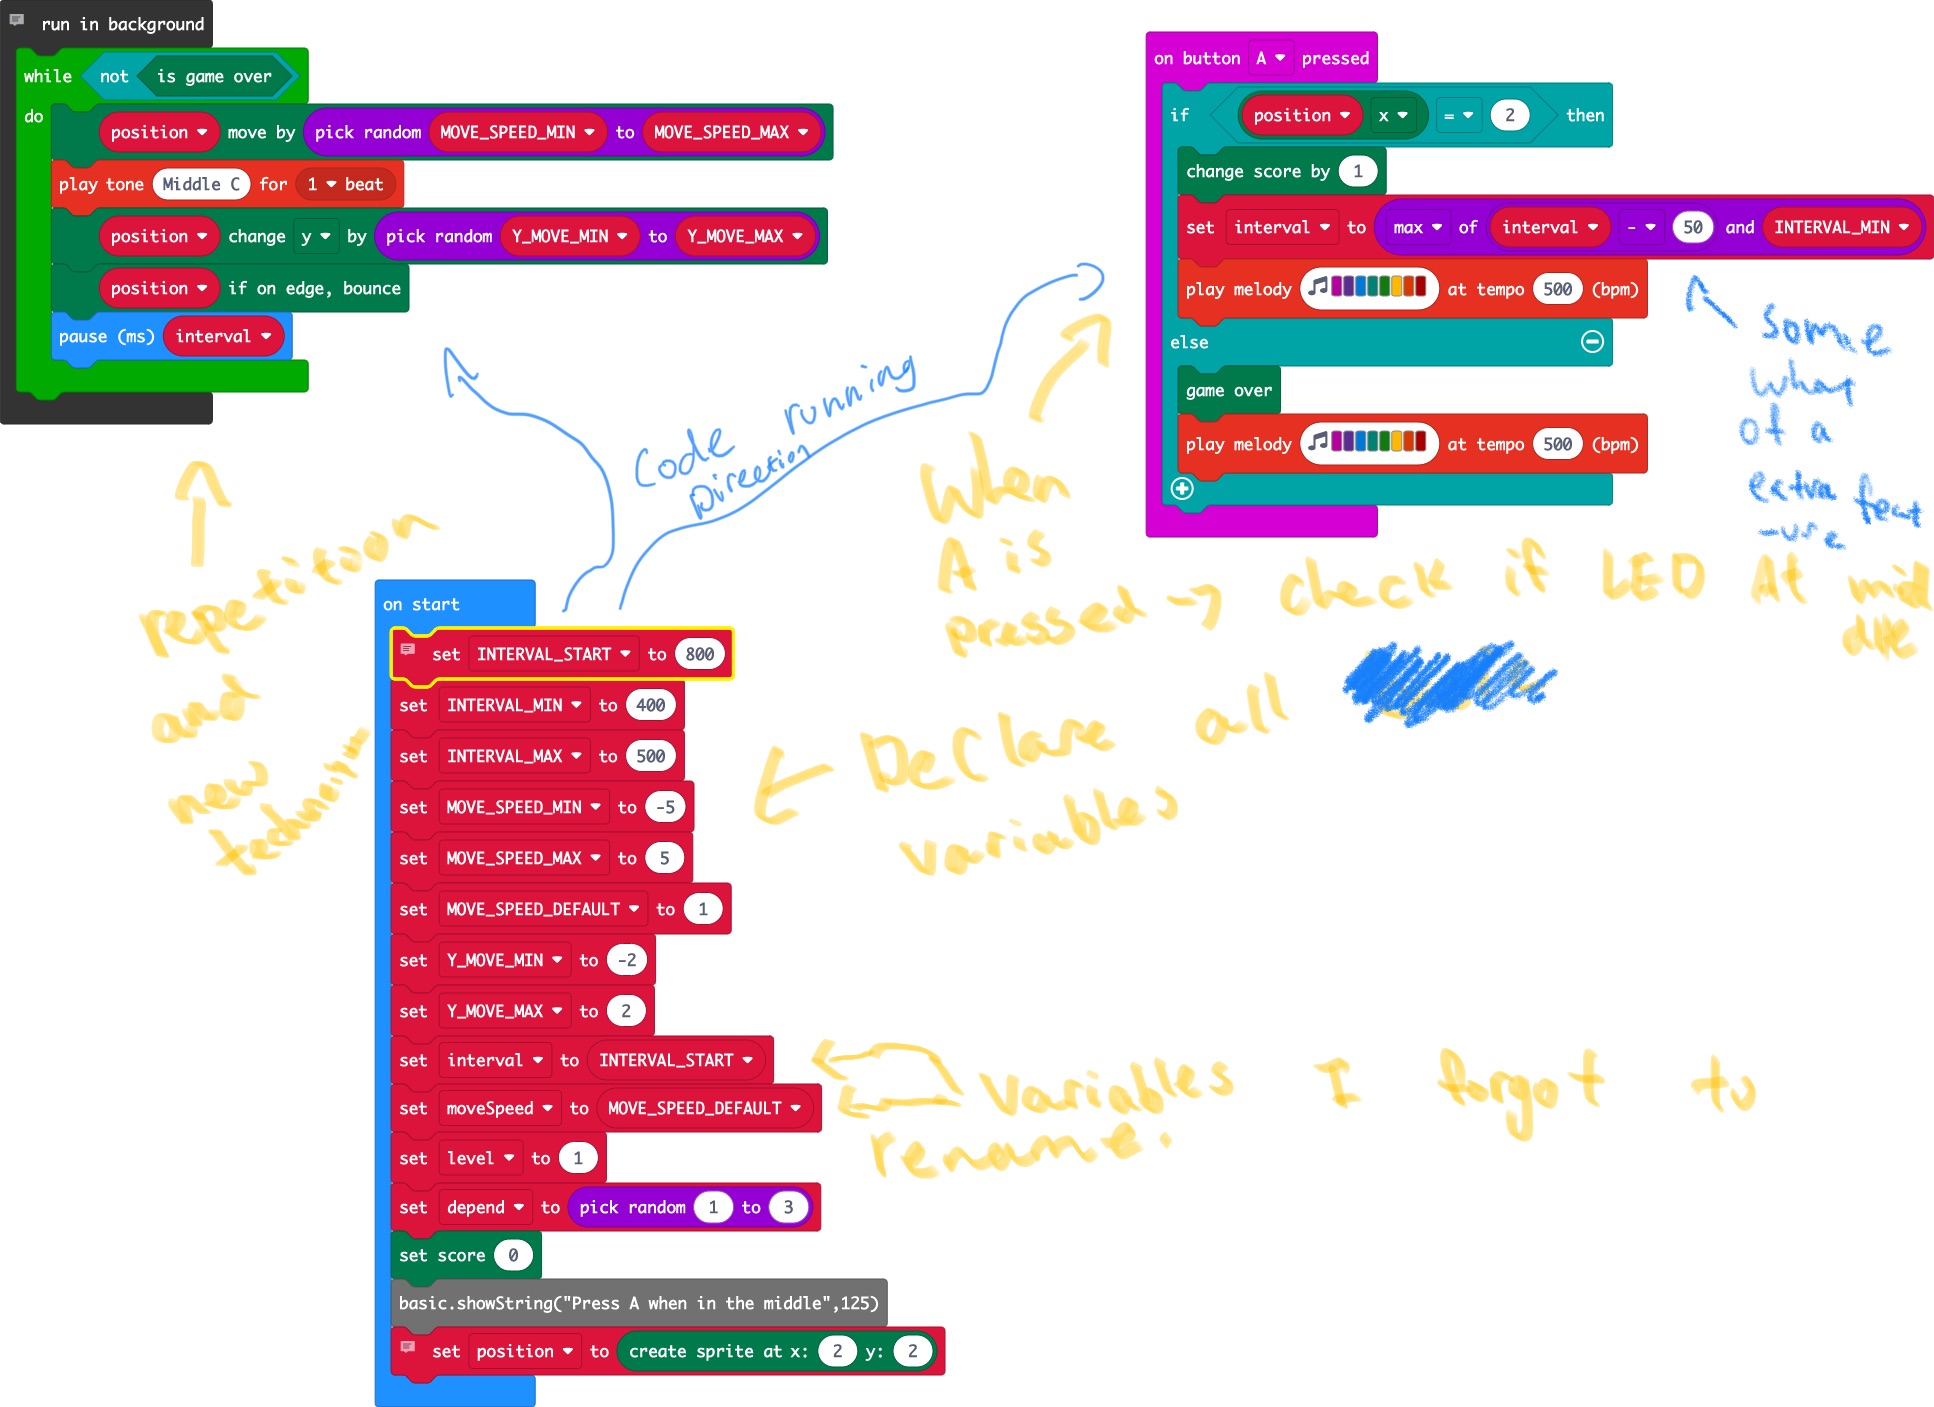 run in background
while not is game over
do
position move by pick random MOVE_SPEED_MIN to MOVE_SPEED_MAX
play tone Middle C for 1 beat
position change y by pick random Y_MOVE_MIN to Y_MOVE_MAX
position if on edge, bounce
pause (ms) interval
on button A pressed
if position x = 2 then
change score by 1
set interval to max of interval - 50 and INTERVAL_MIN
play melody at tempo 500 (bpm)
else
game over
play melody at tempo 500 (bpm)
some
what
of a
extra feat
-ure
Code running
Direction
When
A is
pressed → check if LED At mid
dle
repetition
and
new
technique
on start
set INTERVAL_START to 800
set INTERVAL_MIN to 400
set INTERVAL_MAX to 500
set MOVE_SPEED_MIN to -5
set MOVE_SPEED_MAX to 5
set MOVE_SPEED_DEFAULT to 1
set Y_MOVE_MIN to -2
set Y_MOVE_MAX to 2
set interval to INTERVAL_START
set moveSpeed to MOVE_SPEED_DEFAULT
set level to 1
set depend to pick random 1 to 3
set score 0
basic.showString("Press A when in the middle",125)
set position to create sprite at x: 2 y: 2
DeClare all
variables
variables I forgot to
rename.